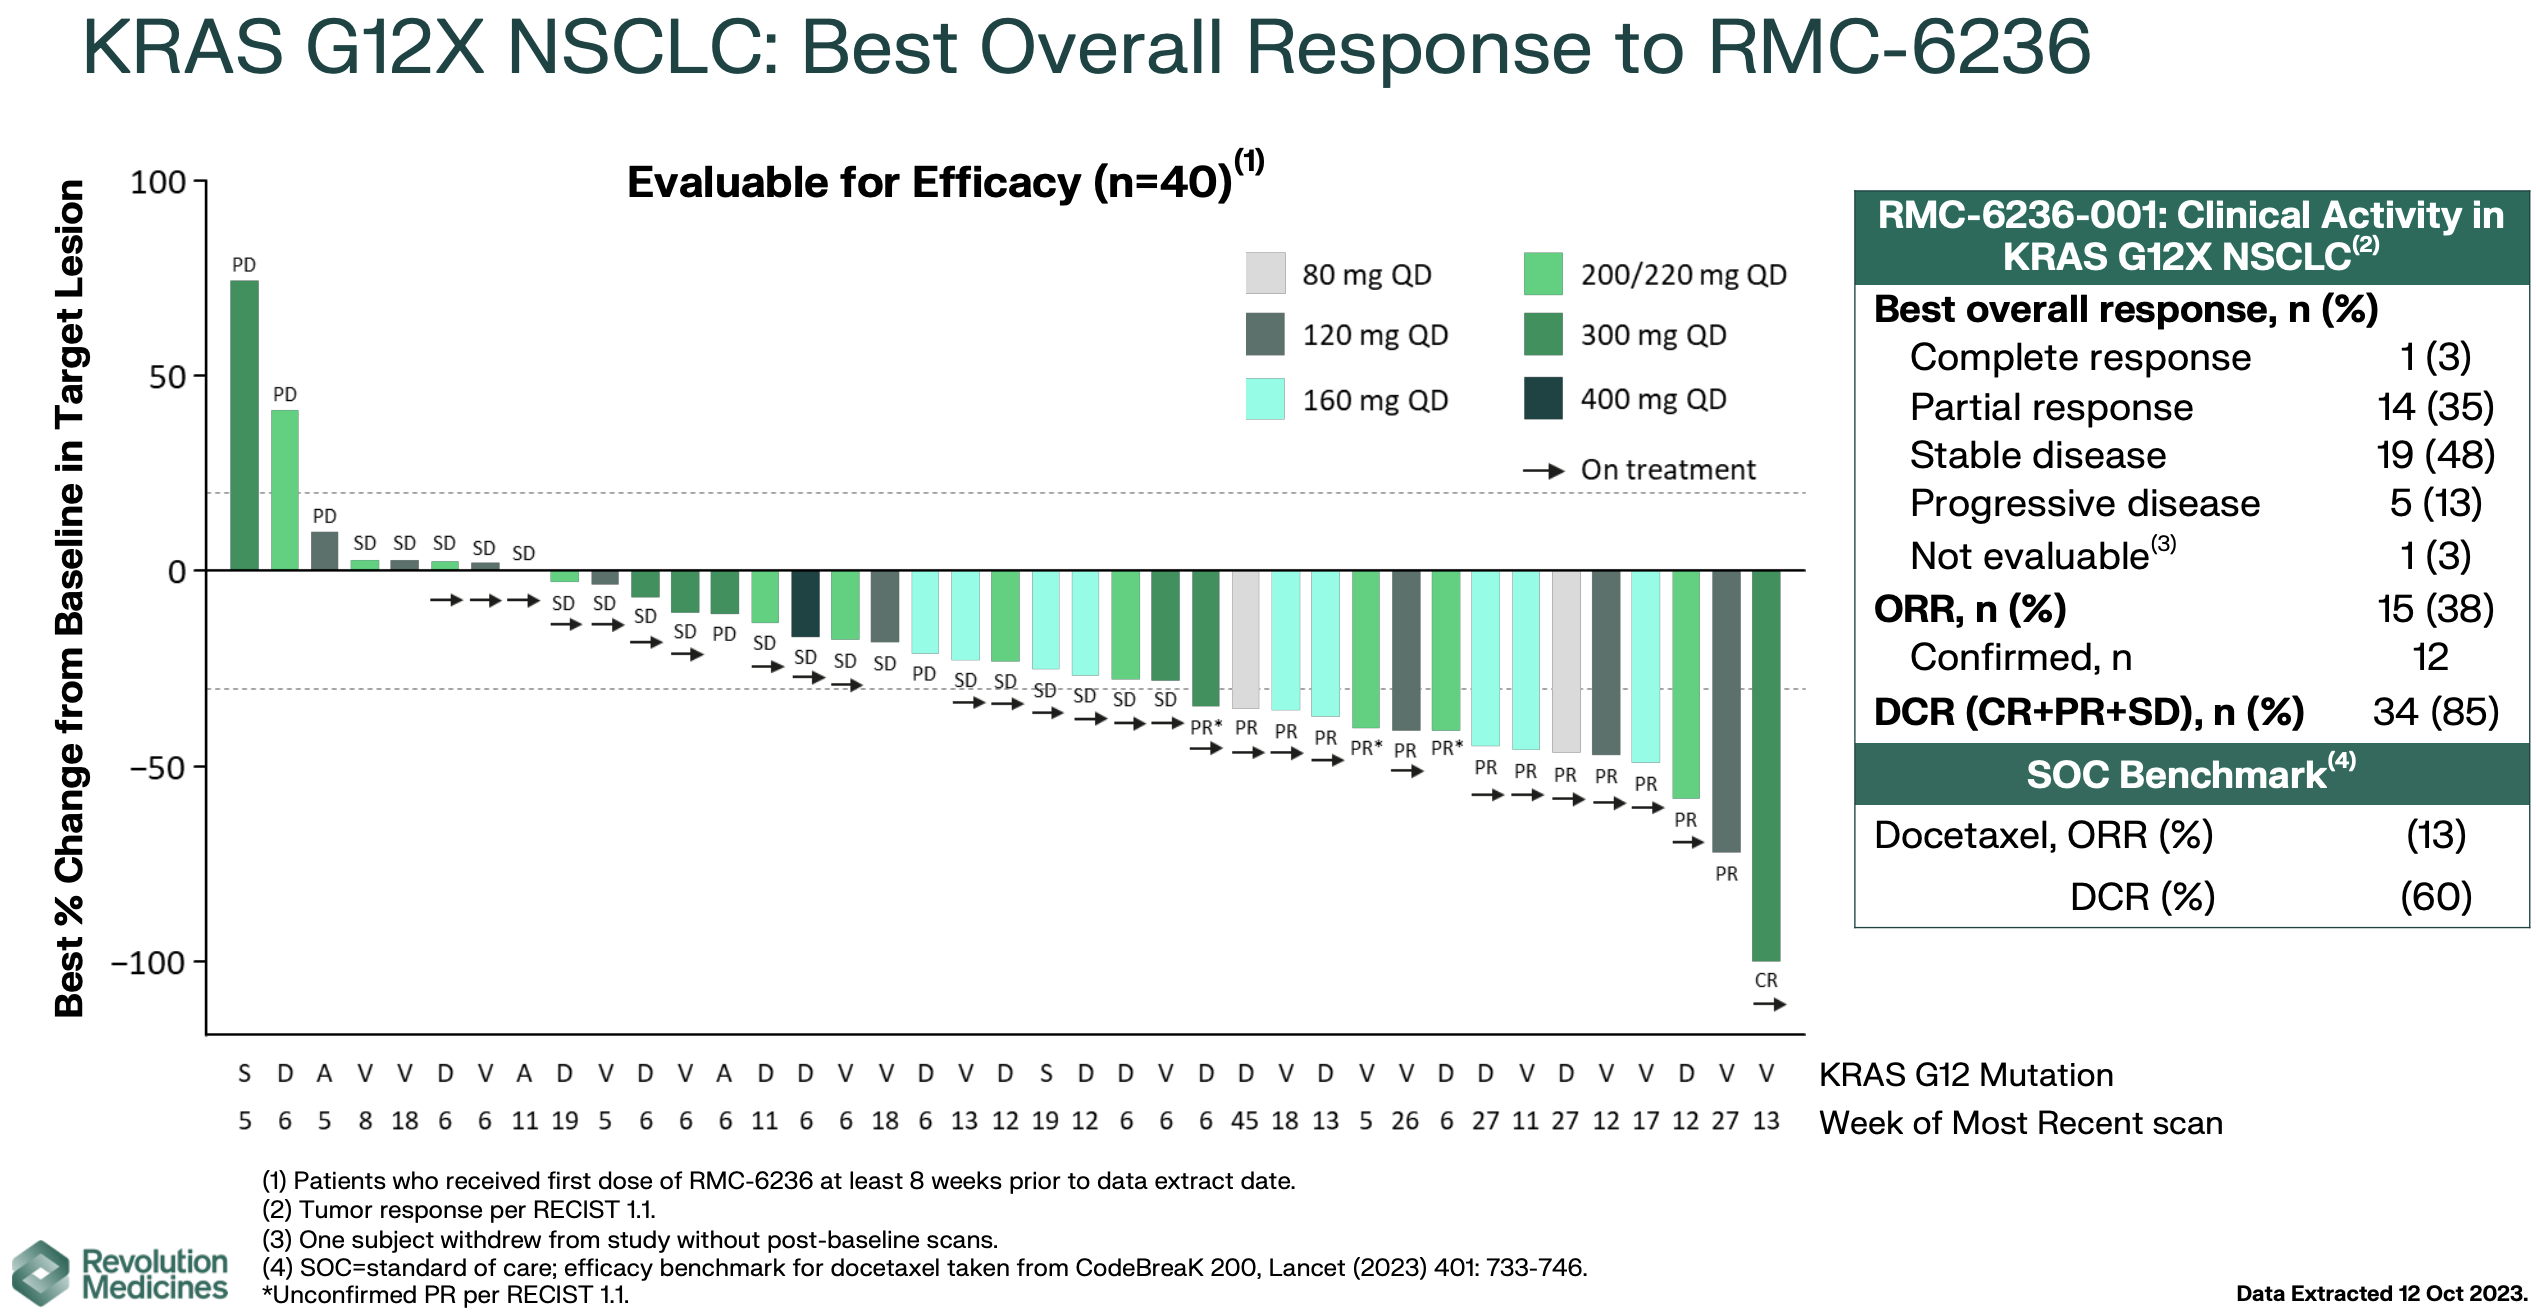 KRAS G12X NSCLC: Best Overall Response to RMC-6236
Evaluable for Efficacy (n=40)(1)
Best % Change from Baseline in Target Lesion
100
50
0
−50
−100
80 mg QD
120 mg QD
160 mg QD
200/220 mg QD
300 mg QD
400 mg QD
On treatment
PD PD PD SD SD SD SD SD SD SD SD SD PD SD SD SD SD PD SD SD SD SD SD SD PR* PR PR PR PR* PR PR* PR PR PR PR PR PR PR CR
S D A V V D V A D V D V A D D V V D V D S D D V D D V D V V D D V D V V D V V
KRAS G12 Mutation
5 6 5 8 18 6 6 11 19 5 6 6 6 11 6 6 18 6 13 12 19 12 6 6 6 45 18 13 5 26 6 27 11 27 12 17 12 27 13
Week of Most Recent scan
RMC-6236-001: Clinical Activity in
KRAS G12X NSCLC(2)
Best overall response, n (%)
Complete response 1 (3)
Partial response 14 (35)
Stable disease 19 (48)
Progressive disease 5 (13)
Not evaluable(3) 1 (3)
ORR, n (%) 15 (38)
Confirmed, n 12
DCR (CR+PR+SD), n (%) 34 (85)
SOC Benchmark(4)
Docetaxel, ORR (%) (13)
DCR (%) (60)
(1) Patients who received first dose of RMC-6236 at least 8 weeks prior to data extract date.
(2) Tumor response per RECIST 1.1.
(3) One subject withdrew from study without post-baseline scans.
(4) SOC=standard of care; efficacy benchmark for docetaxel taken from CodeBreaK 200, Lancet (2023) 401: 733-746.
*Unconfirmed PR per RECIST 1.1.
Revolution
Medicines
Data Extracted 12 Oct 2023.